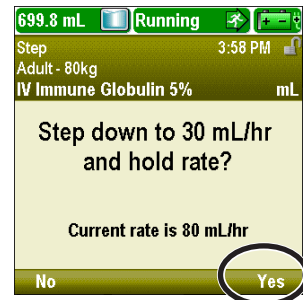 699.8 mL Running
Step 3:58 PM
Adult - 80kg
IV Immune Globulin 5% mL
Step down to 30 mL/hr
and hold rate?
Current rate is 80 mL/hr
No Yes